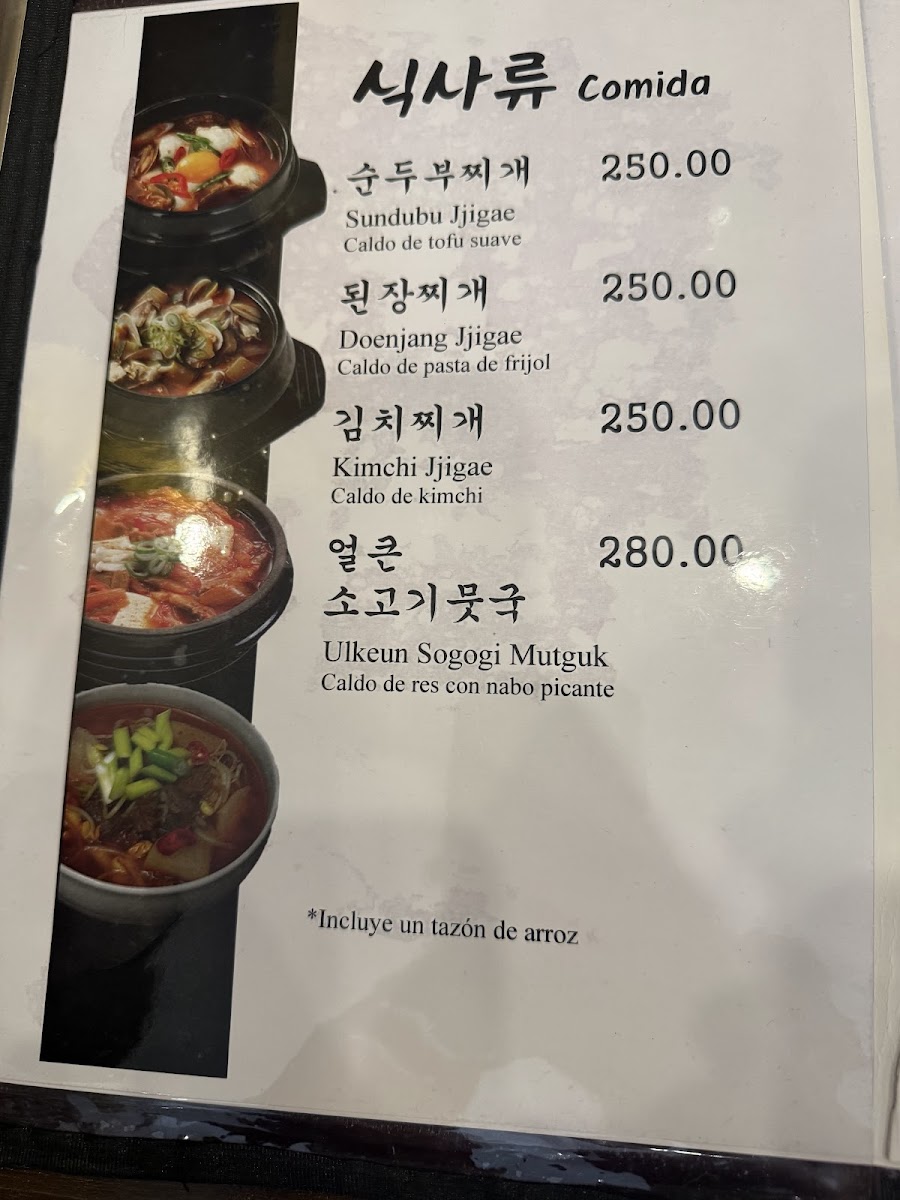 식사류 Comida
순두부찌개 250.00
Sundubu Jjigae
Caldo de tofu suave
된장찌개 250.00
Doenjang Jjigae
Caldo de pasta de frijol
김치찌개 250.00
Kimchi Jjigae
Caldo de kimchi
얼큰 280.00
소고기뭇국
Ulkeun Sogogi Mutguk
Caldo de res con nabo picante
*Incluye un tazón de arroz